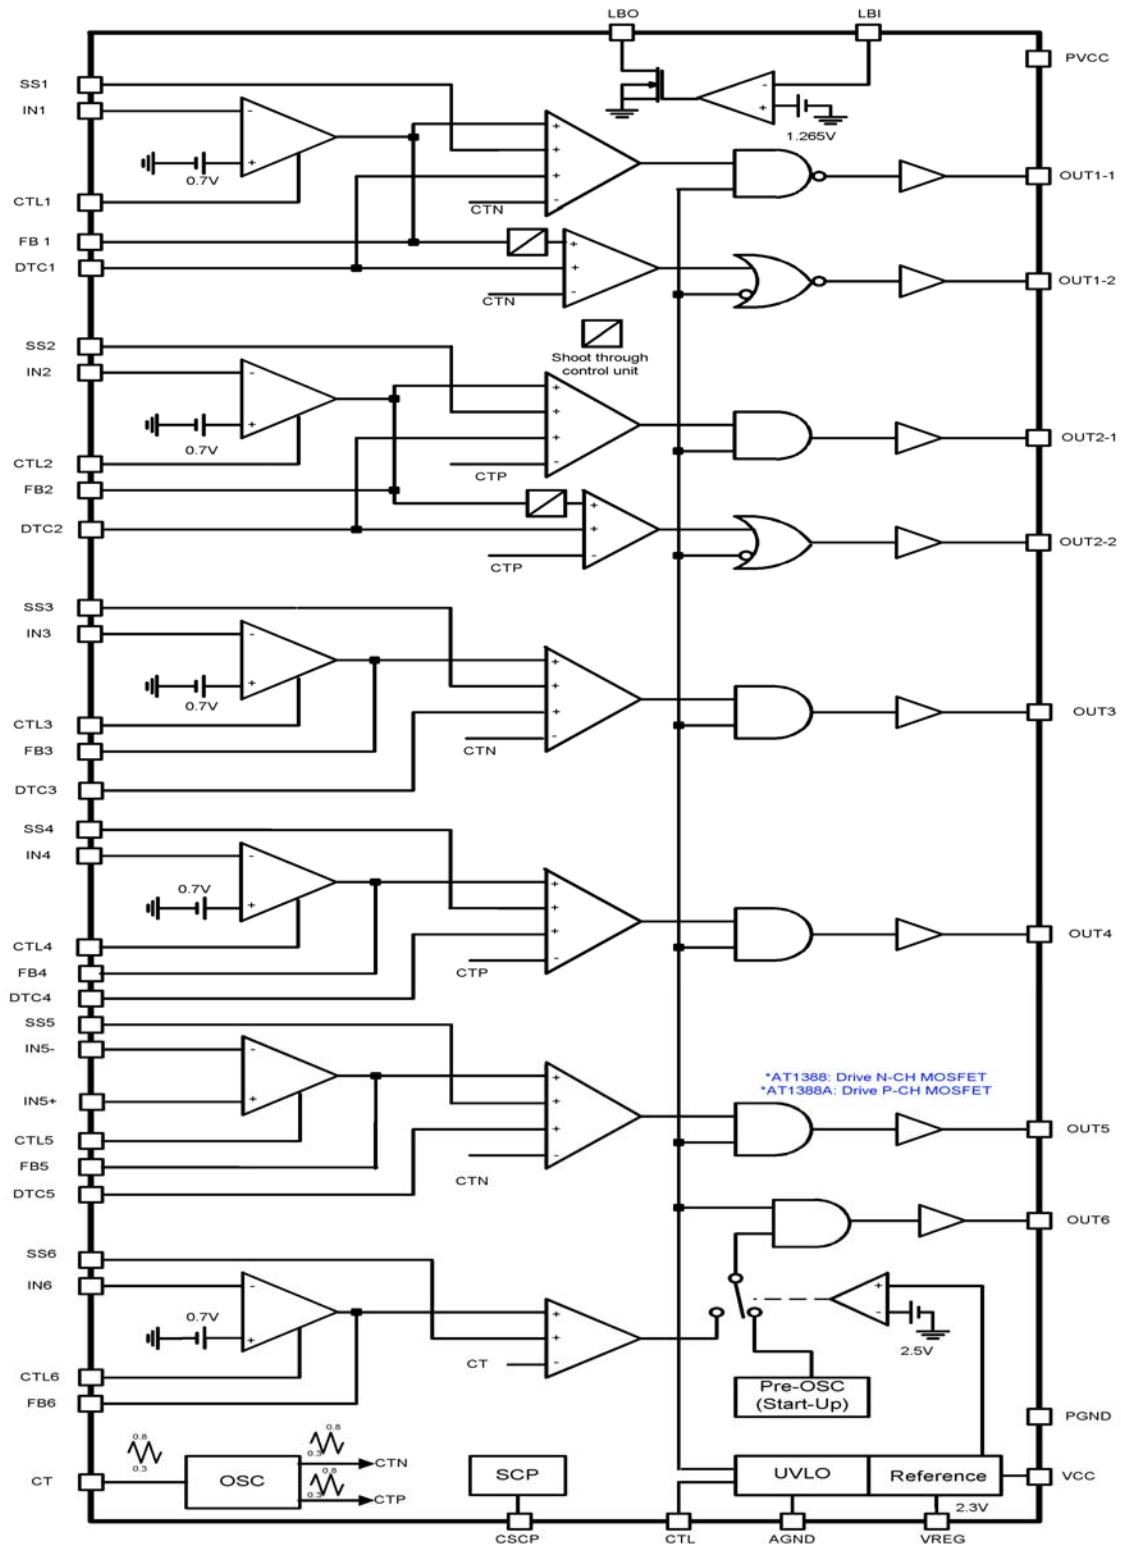 LBO
LBI
PVCC
SS1
IN1
-
+
0.7V
CTL1
FB 1
DTC1
+
+
+
-
CTN
+
+
-
CTN
-
+
1.265V
OUT1-1
OUT1-2
Shoot through
control unit
SS2
IN2
-
+
0.7V
CTL2
FB2
DTC2
+
+
+
-
CTP
+
+
-
CTP
OUT2-1
OUT2-2
SS3
IN3
-
+
0.7V
CTL3
FB3
DTC3
+
+
+
-
CTN
OUT3
SS4
IN4
-
+
0.7V
CTL4
FB4
DTC4
+
+
+
-
CTP
OUT4
SS5
IN5-
IN5+
-
+
CTL5
FB5
DTC5
+
+
+
-
CTN
*AT1388: Drive N-CH MOSFET
*AT1388A: Drive P-CH MOSFET
OUT5
OUT6
SS6
IN6
-
+
0.7V
CTL6
FB6
+
+
-
CT
+
-
2.5V
Pre-OSC
(Start-Up)
PGND
CT
0.8
0.3
OSC
0.8
0.3
CTN
0.8
0.3
CTP
SCP
UVLO
Reference
VCC
2.3V
CSCP
CTL
AGND
VREG